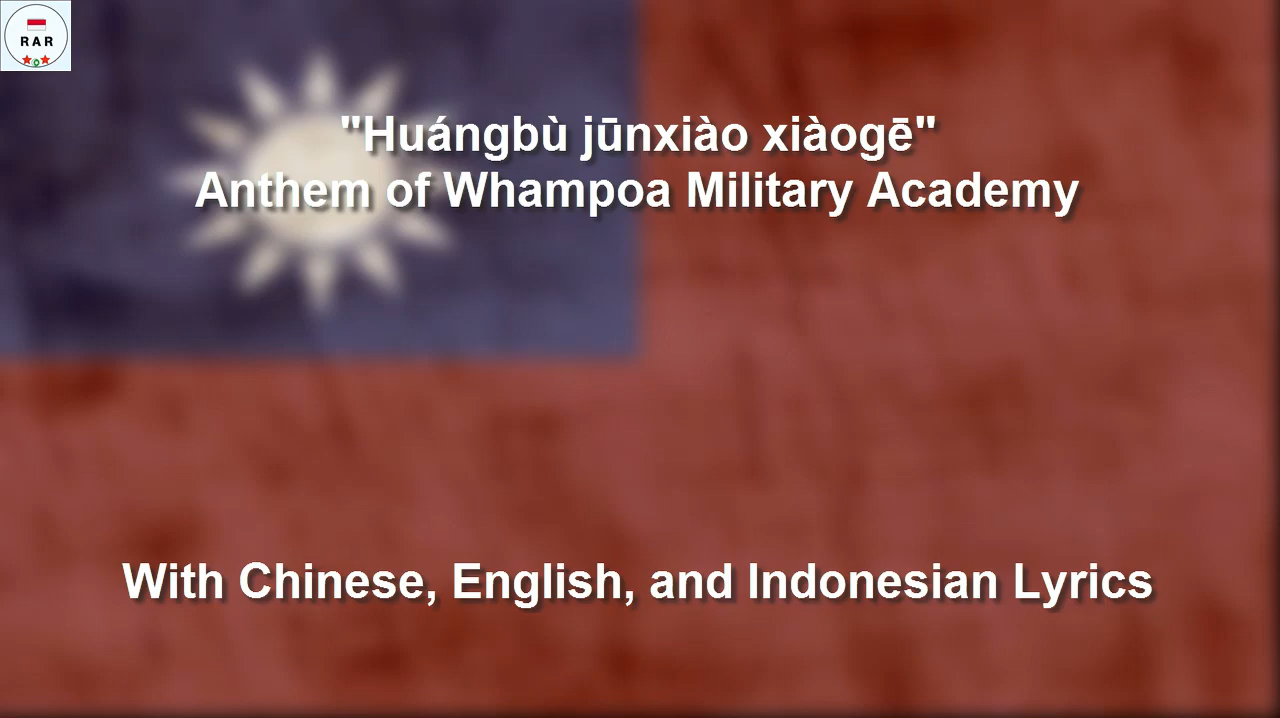 RAR
"Huángbù jūnxiào xiàogē"
Anthem of Whampoa Military Academy
With Chinese, English, and Indonesian Lyrics